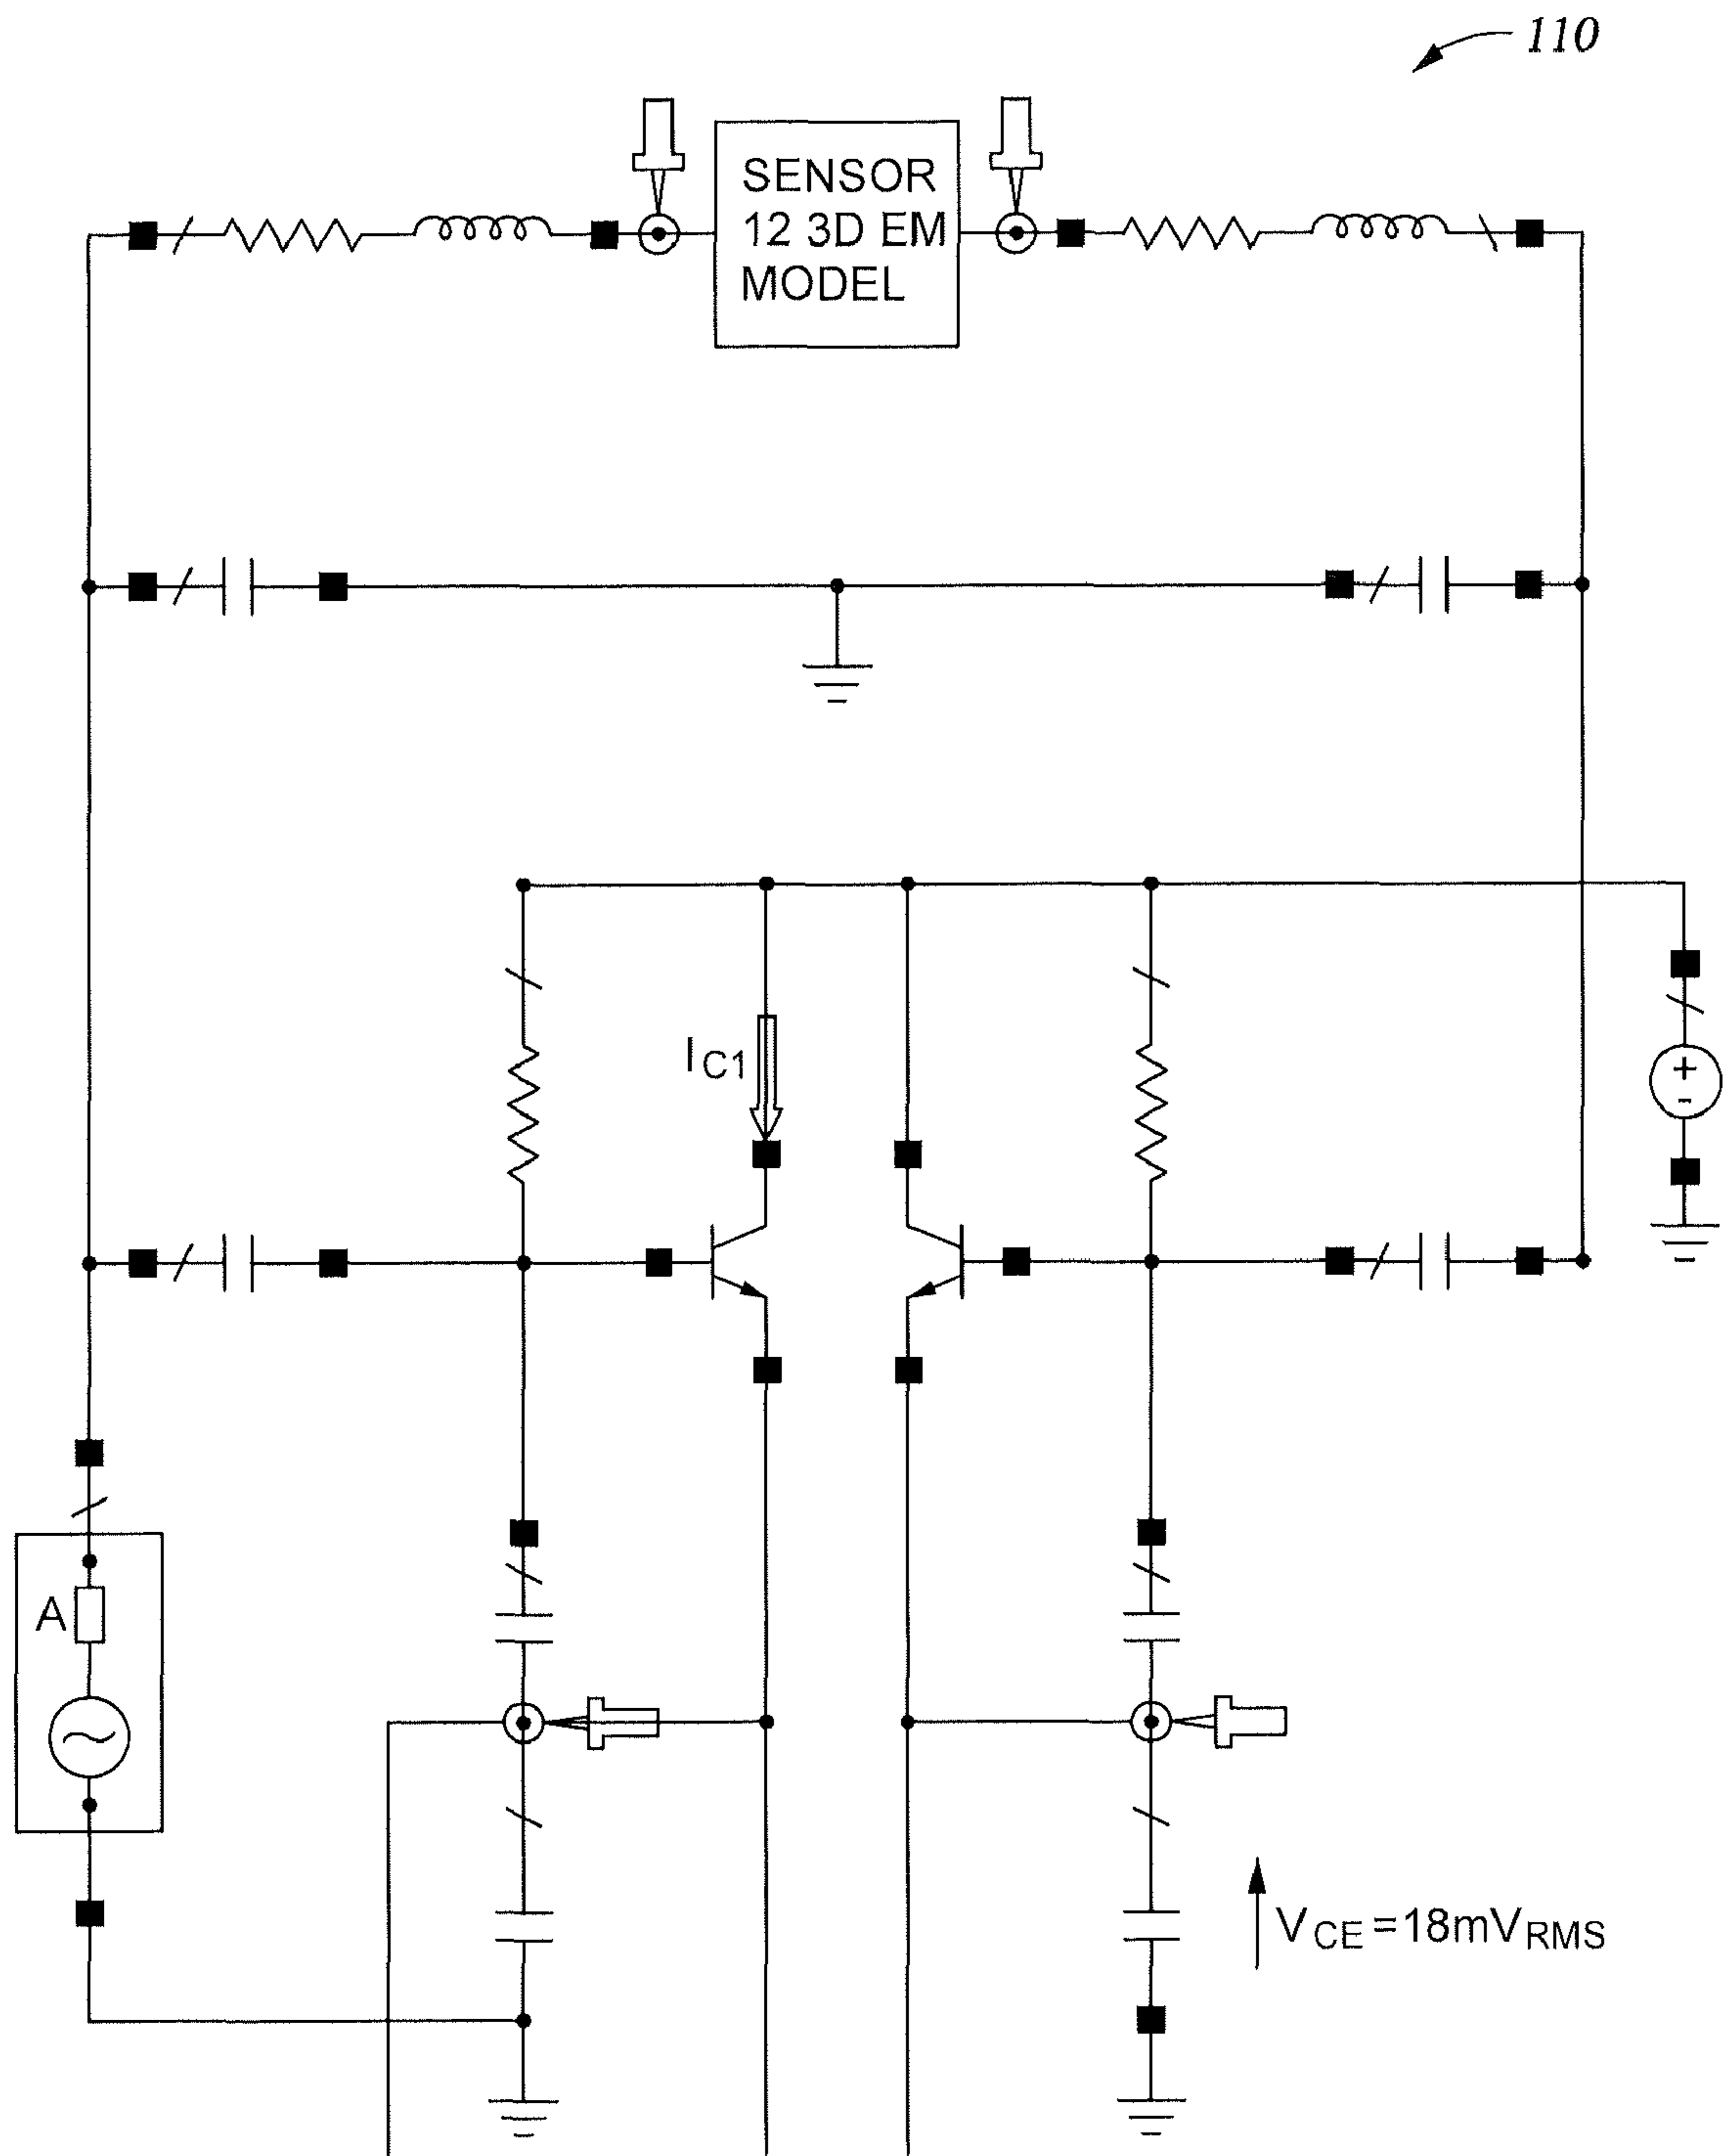 110
SENSOR
12 3D EM
MODEL
IC1
+
-
A
VCE=18mVRMS